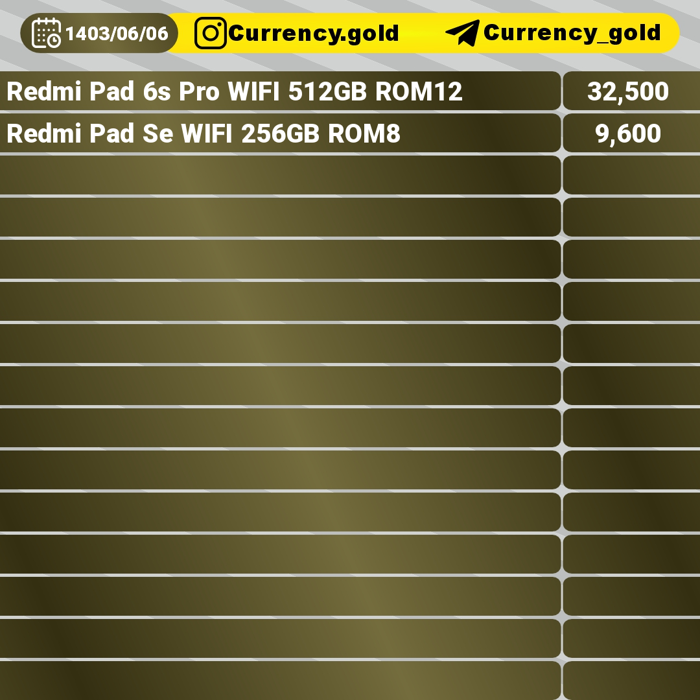 1403/06/06 Currency.gold Currency_gold
Redmi Pad 6s Pro WIFI 512GB ROM12 32,500
Redmi Pad Se WIFI 256GB ROM8 9,600